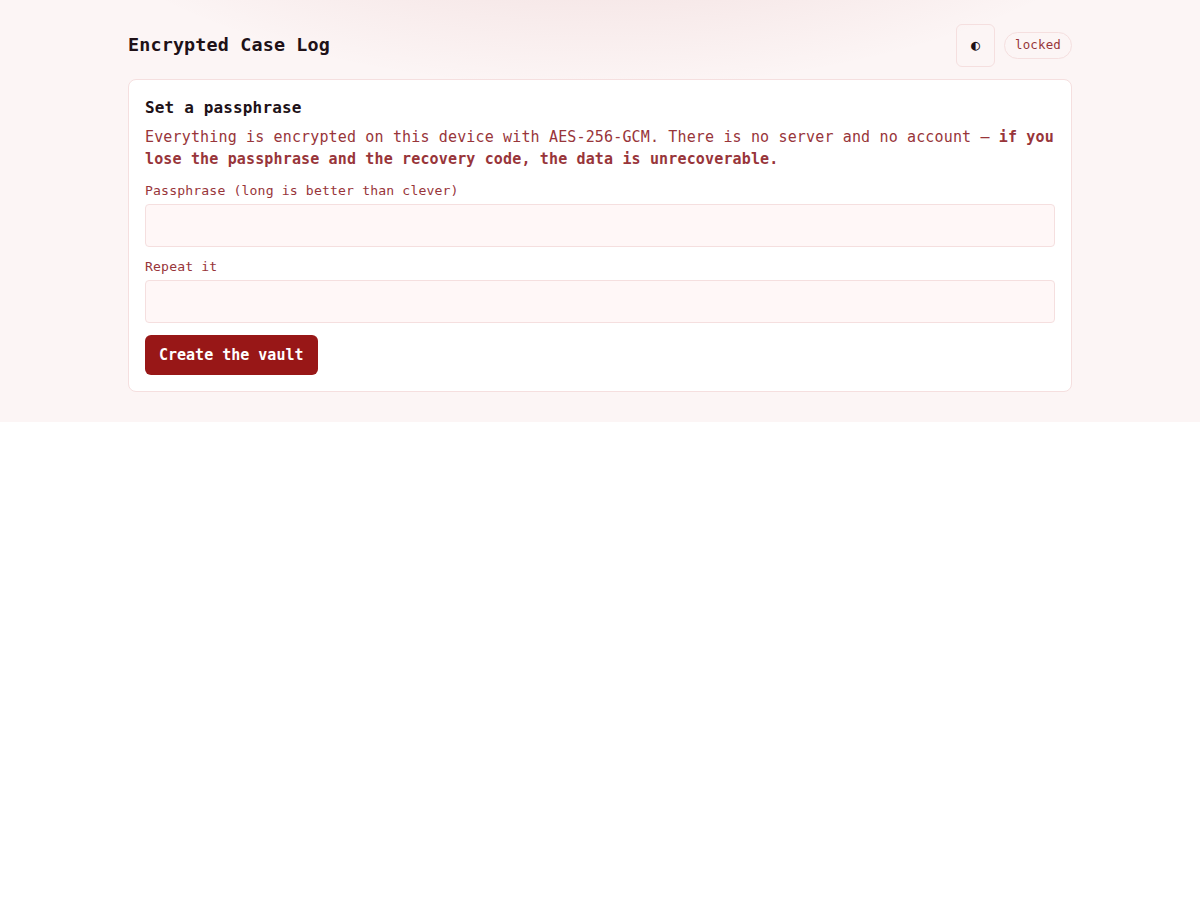 Encrypted Case Log
◐
locked
Set a passphrase
Everything is encrypted on this device with AES-256-GCM. There is no server and no account — if you
lose the passphrase and the recovery code, the data is unrecoverable.
Passphrase (long is better than clever)
Repeat it
Create the vault